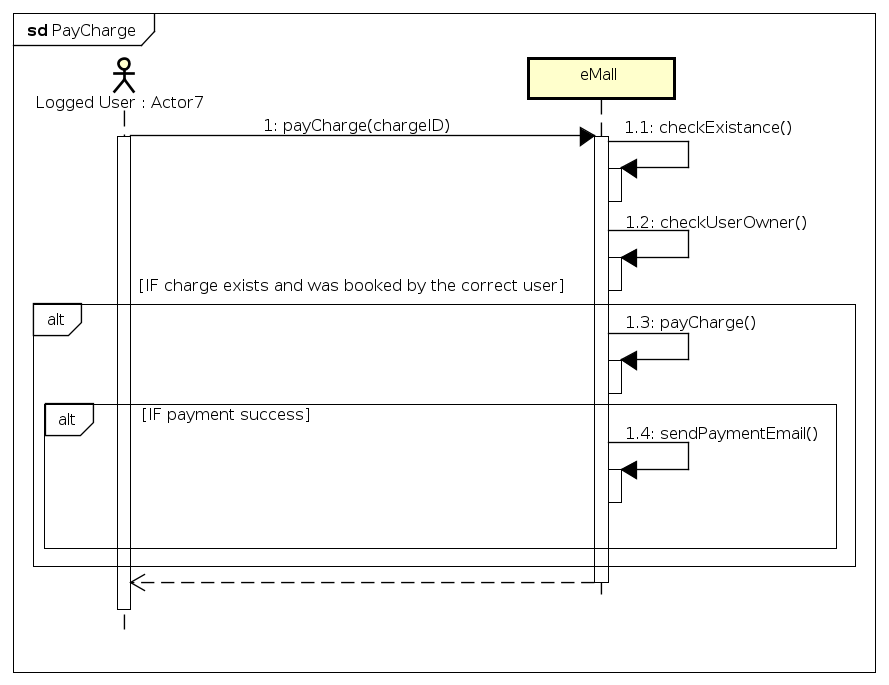 sd PayCharge
eMall
Logged User : Actor7
1: payCharge(chargeID)
1.1: checkExistance()
1.2: checkUserOwner()
[IF charge exists and was booked by the correct user]
alt
1.3: payCharge()
alt
[IF payment success]
1.4: sendPaymentEmail()